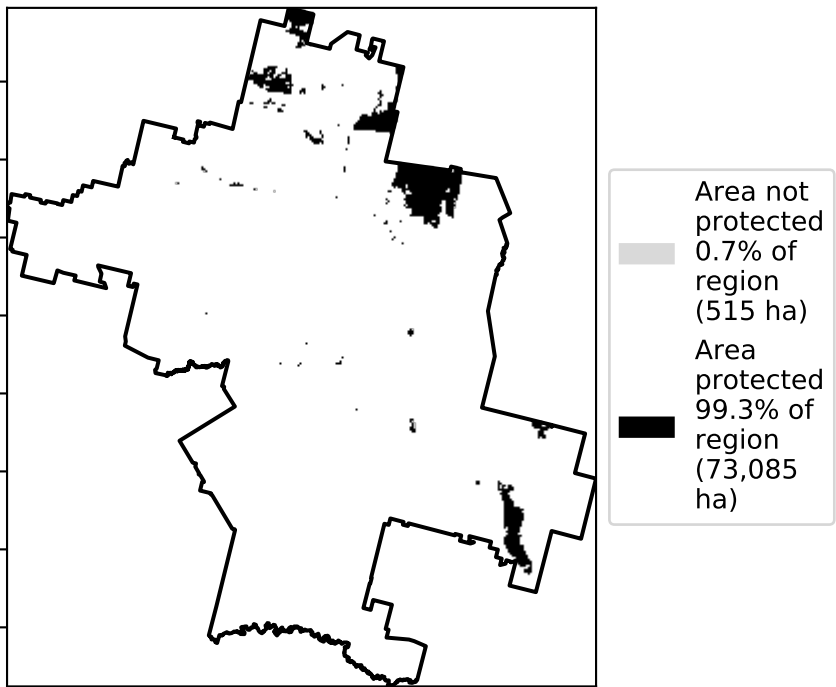 Area not
protected
0.7% of
region
(515 ha)
Area
protected
99.3% of
region
(73,085
ha)